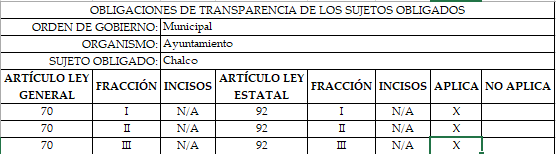 OBLIGACIONES DE TRANSPARENCIA DE LOS SUJETOS OBLIGADOS
ORDEN DE GOBIERNO: Municipal
ORGANISMO: Ayuntamiento
SUJETO OBLIGADO: Chalco
ARTÍCULO LEY GENERAL FRACCIÓN INCISOS ARTÍCULO LEY ESTATAL FRACCIÓN INCISOS APLICA NO APLICA
70 I N/A 92 I N/A X
70 II N/A 92 II N/A X
70 III N/A 92 III N/A X